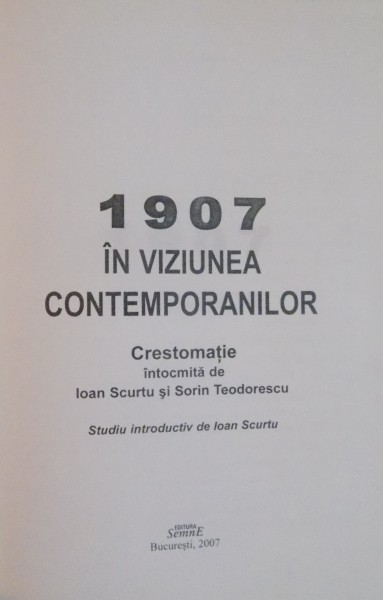 1907
ÎN VIZIUNEA
CONTEMPORANILOR
Crestomație
întocmită de
Ioan Scurtu şi Sorin Teodorescu
Studiu introductiv de Ioan Scurtu
EDITURA
SemnE
Bucureşti, 2007